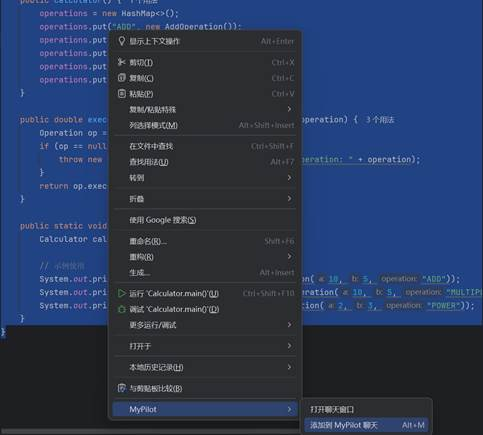 public Calculator() { 1 个用法
operations = new HashMap<>();
operations.put("ADD", new AddOperation());
operations.put
operations.put
operations.put
operations.put
}
public double exec operation) { 3 个用法
Operation op =
if (op == null
throw new peration: " + operation);
}
return op.exec
}
public static void
Calculator cal
// 示例使用
System.out.pri tion( a: 10, b: 5, operation: "ADD"));
System.out.pri eration( a: 10, b: 5, operation: "MULTIPL
System.out.pri ion( a: 2, b: 3, operation: "POWER"));
}
}
显示上下文操作 Alt+Enter
剪切(T) Ctrl+X
复制(C) Ctrl+C
粘贴(P) Ctrl+V
复制/粘贴特殊
列选择模式(M) Alt+Shift+Insert
在文件中查找 Ctrl+Shift+F
查找用法(U) Alt+F7
转到
折叠
使用 Google 搜索(S)
重命名(R)... Shift+F6
重构(R)
生成... Alt+Insert
运行 'Calculator.main()'(U) Ctrl+Shift+F10
调试 'Calculator.main()'(D)
更多运行/调试
打开于
本地历史记录(H)
与剪贴板比较(B)
MyPilot
打开聊天窗口
添加到 MyPilot 聊天 Alt+M